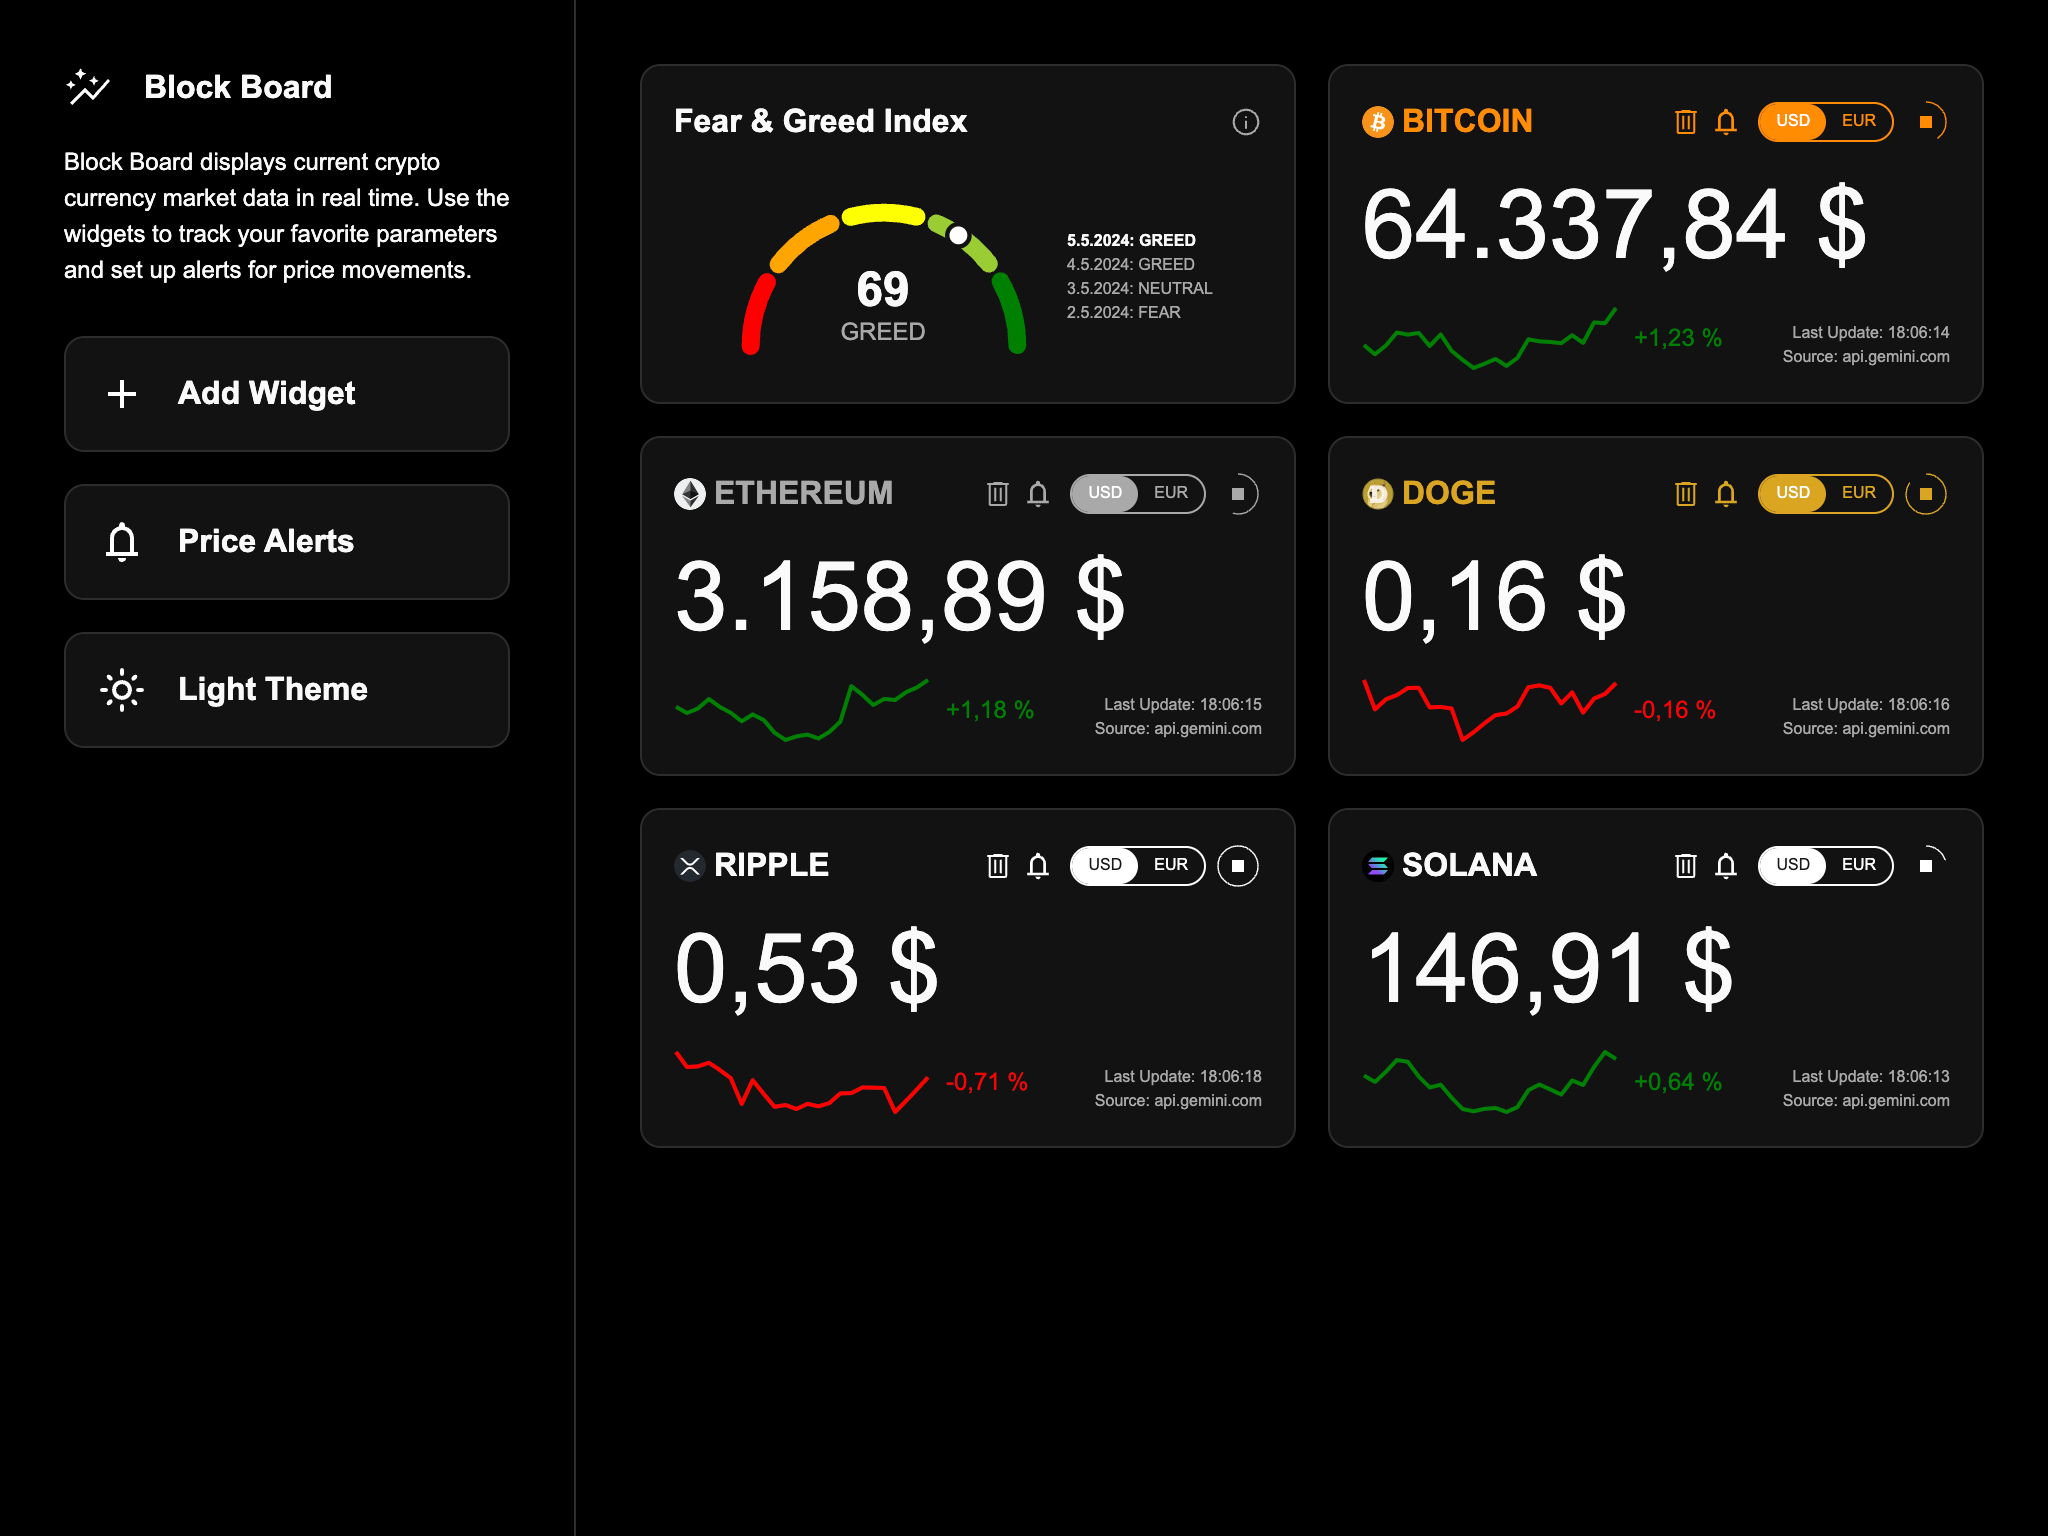 Block Board
Block Board displays current crypto
currency market data in real time. Use the
widgets to track your favorite parameters
and set up alerts for price movements.
Add Widget
Price Alerts
Light Theme
Fear & Greed Index
69
GREED
5.5.2024: GREED
4.5.2024: GREED
3.5.2024: NEUTRAL
2.5.2024: FEAR
BITCOIN
USD EUR
64.337,84 $
+1,23 %
Last Update: 18:06:14
Source: api.gemini.com
ETHEREUM
USD EUR
3.158,89 $
+1,18 %
Last Update: 18:06:15
Source: api.gemini.com
DOGE
USD EUR
0,16 $
-0,16 %
Last Update: 18:06:16
Source: api.gemini.com
RIPPLE
USD EUR
0,53 $
-0,71 %
Last Update: 18:06:18
Source: api.gemini.com
SOLANA
USD EUR
146,91 $
+0,64 %
Last Update: 18:06:13
Source: api.gemini.com